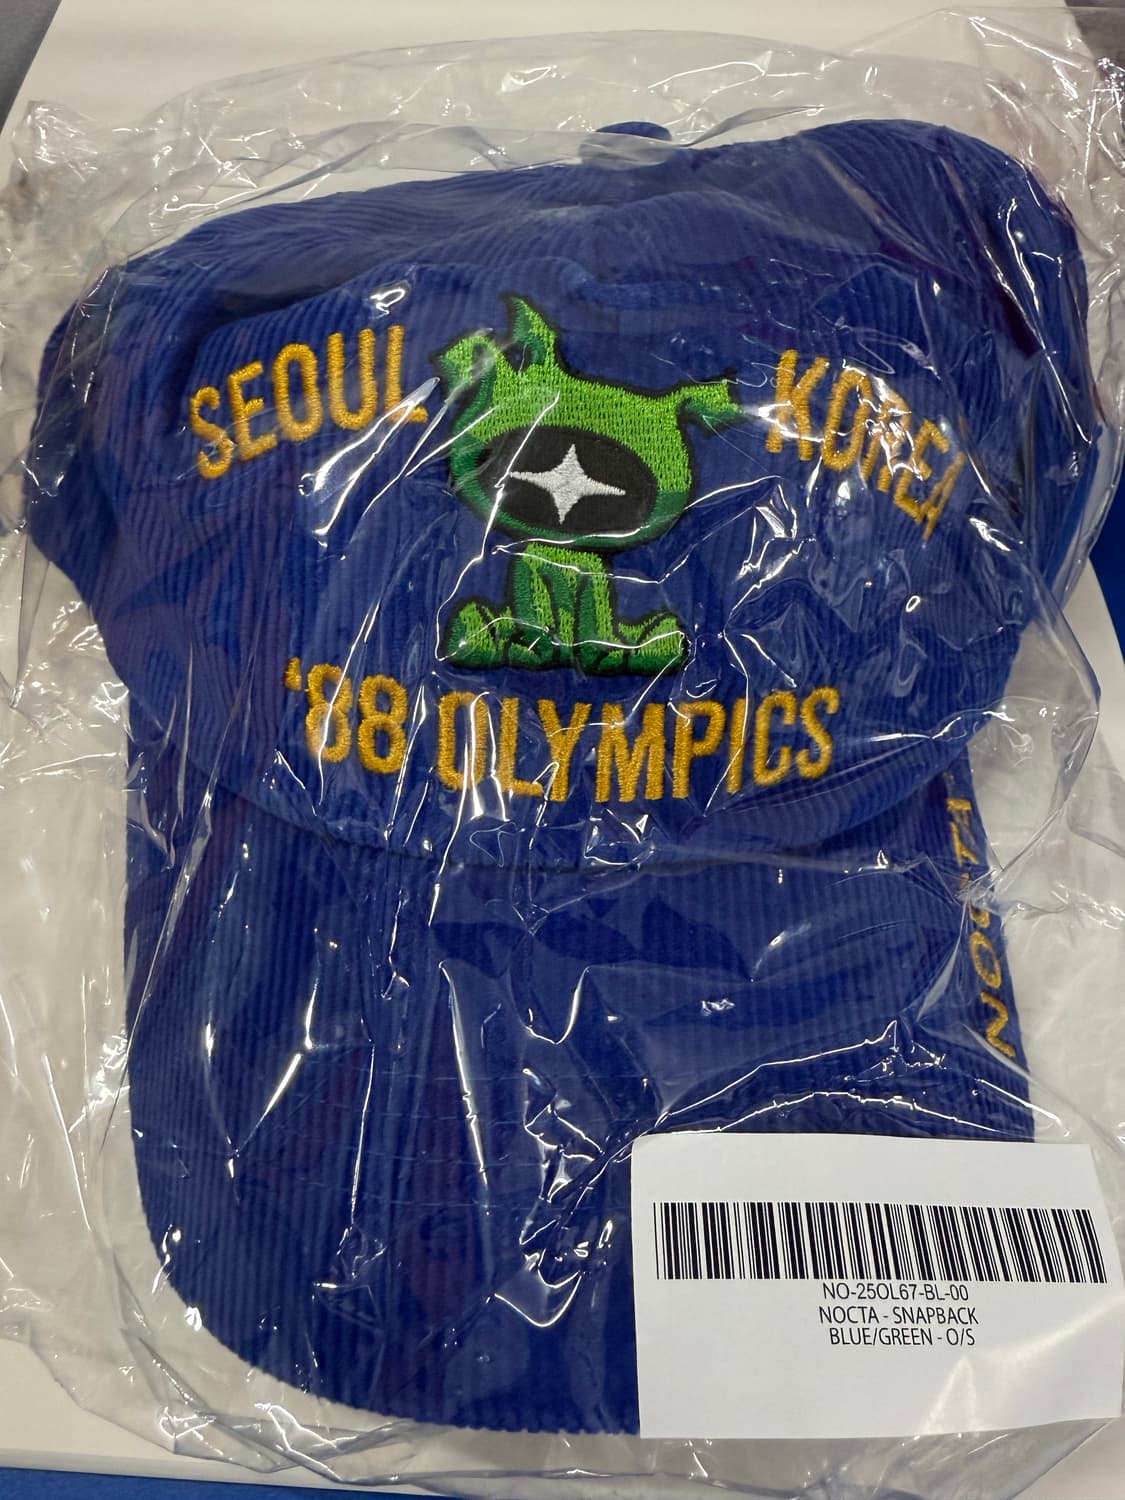 SEOUL KOREA
'88 OLYMPICS
NOCTA
NO-25OL67-BL-00
NOCTA - SNAPBACK
BLUE/GREEN - O/S